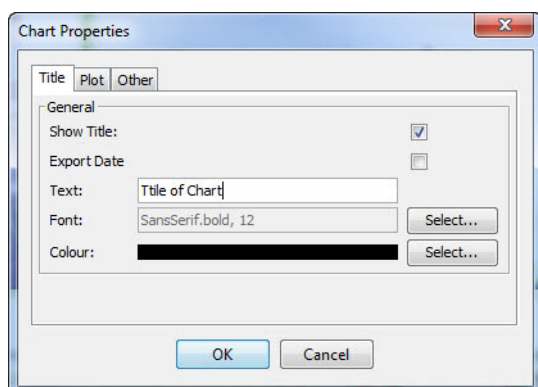 Chart Properties
Title Plot Other
General
Show Title:
Export Date
Text: Ttile of Chart
Font: SansSerif.bold, 12 Select...
Colour: Select...
OK Cancel